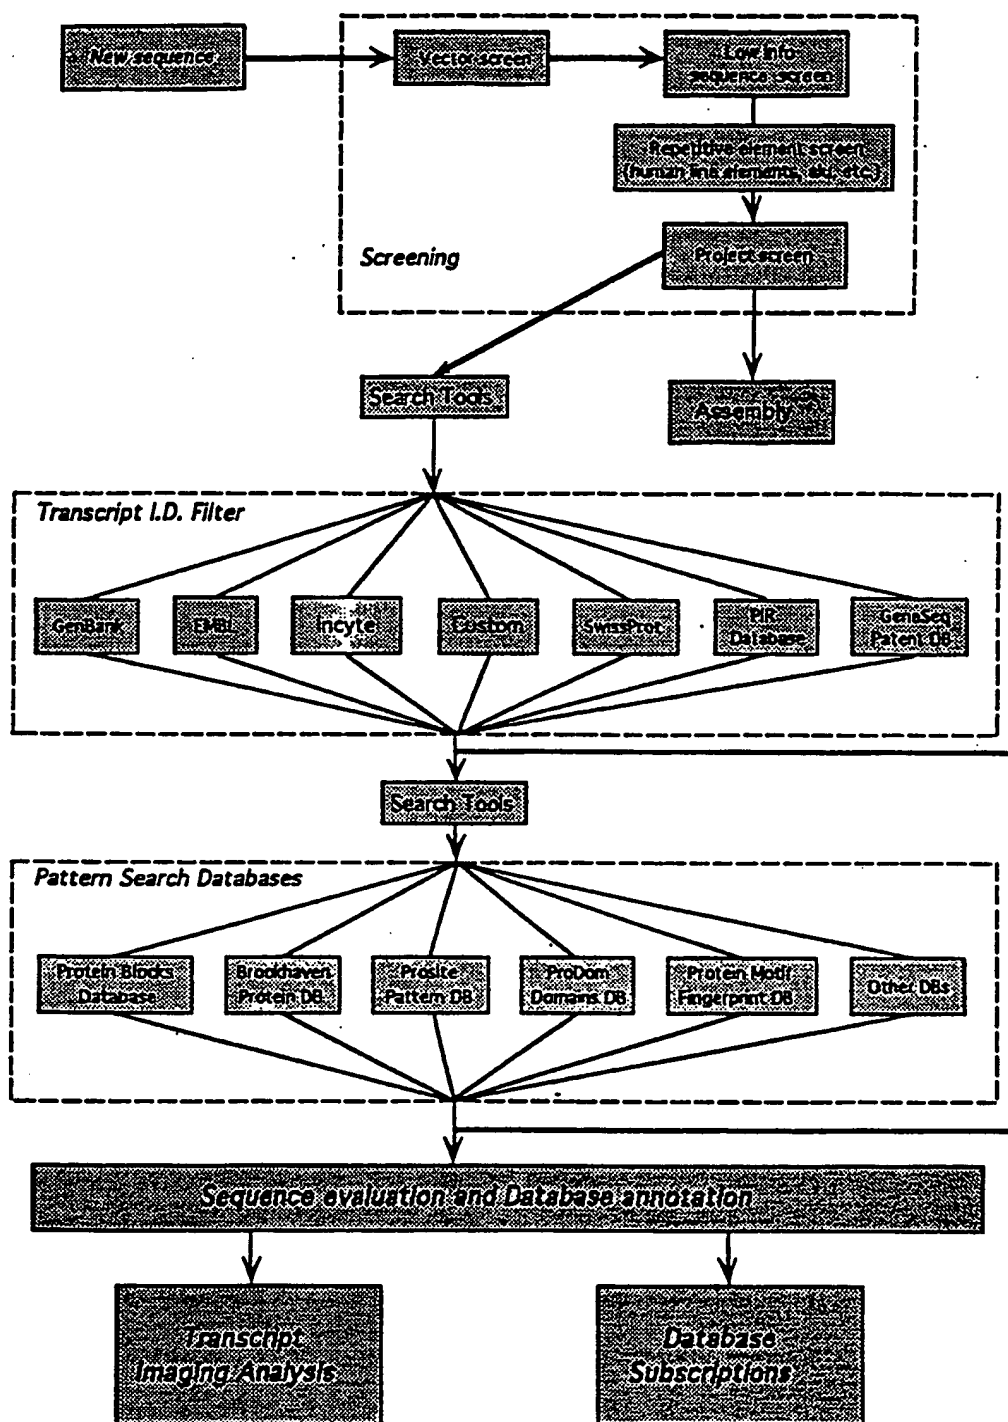 New sequence
Vector screen
Low info
sequence screen
Repetitive element screen
(human line elements, alu, etc.)
Project screen
Screening
Search Tools
Assembly
Transcript I.D. Filter
GenBank
EMBL
Incyte
Custom
SwissProt
PIR
Database
GeneSeq
Patent DB
Search Tools
Pattern Search Databases
Protein Blocks
Database
Brookhaven
Protein DB
Prosite
Pattern DB
ProDom
Domains DB
Protein Motif
Fingerprint DB
Other DBs
Sequence evaluation and Database annotation
Transcript
Imaging Analysis
Database
Subscriptions